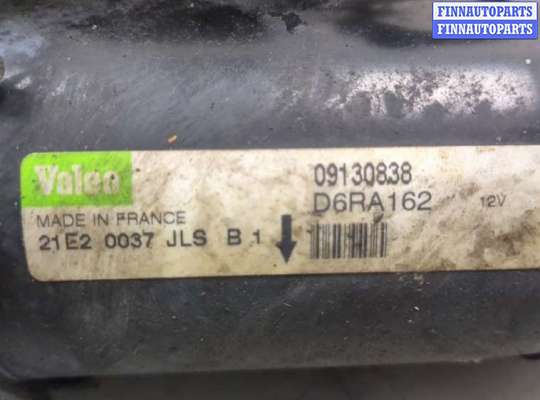 FINNAUTOPARTS
FINNAUTOPARTS
Valeo
09130838
MADE IN FRANCE
D6RA162 12V
21E2 0037 JLS B 1